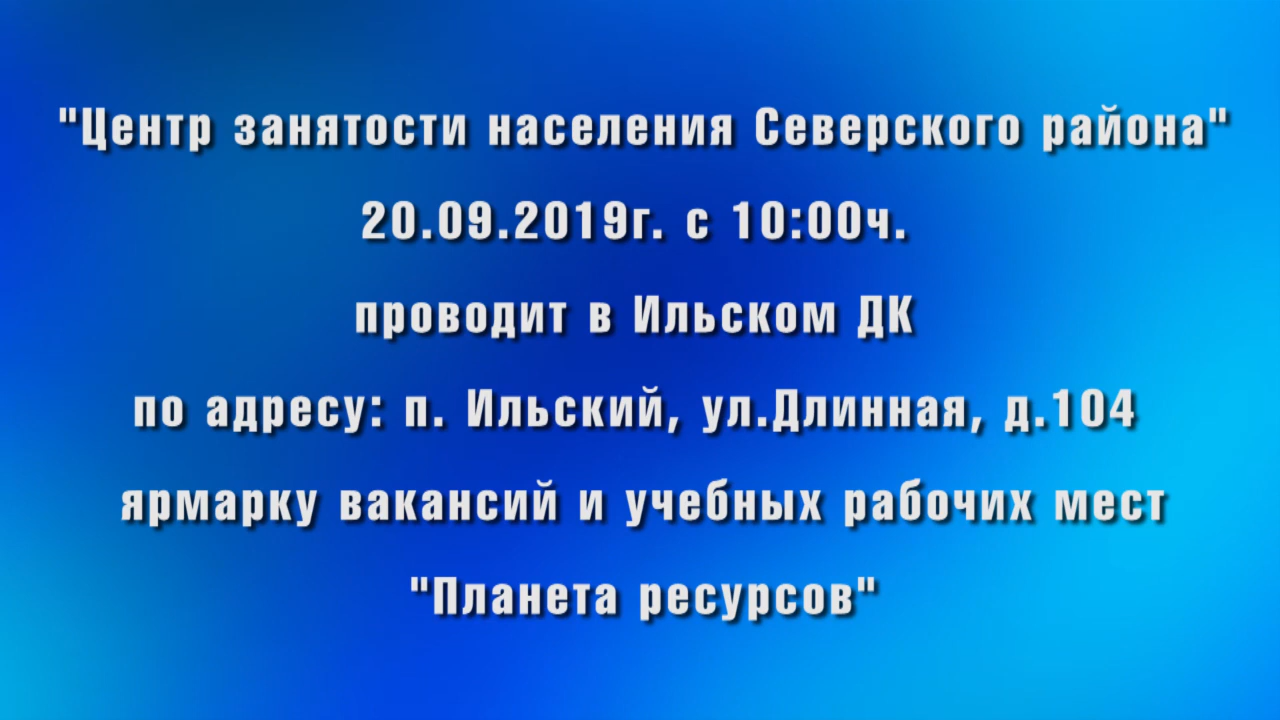 "Центр занятости населения Северского района"
20.09.2019г. с 10:00ч.
проводит в Ильском ДК
по адресу: п. Ильский, ул.Длинная, д.104
ярмарку вакансий и учебных рабочих мест
"Планета ресурсов"